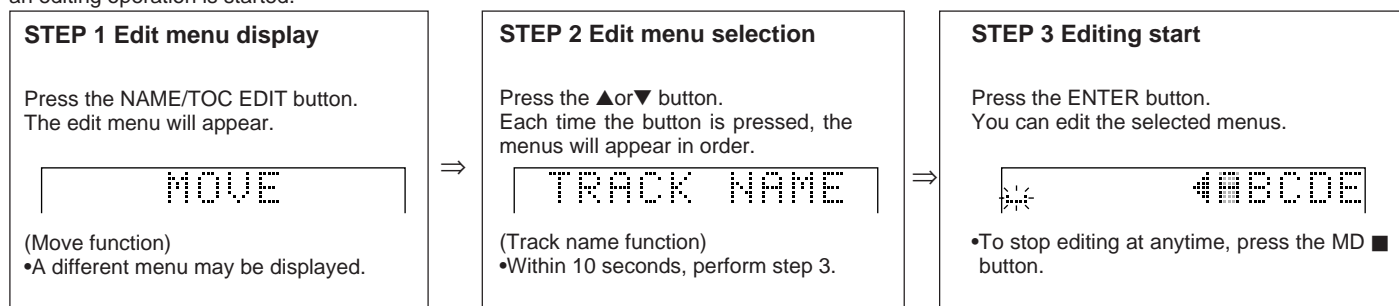 an editing operation is started.
STEP 1 Edit menu display
Press the NAME/TOC EDIT button.
The edit menu will appear.
MOVE
(Move function)
•A different menu may be displayed.
⇒
STEP 2 Edit menu selection
Press the ▲or▼ button.
Each time the button is pressed, the
menus will appear in order.
TRACK NAME
(Track name function)
•Within 10 seconds, perform step 3.
⇒
STEP 3 Editing start
Press the ENTER button.
You can edit the selected menus.
◀ABCDE
•To stop editing at anytime, press the MD ■
button.